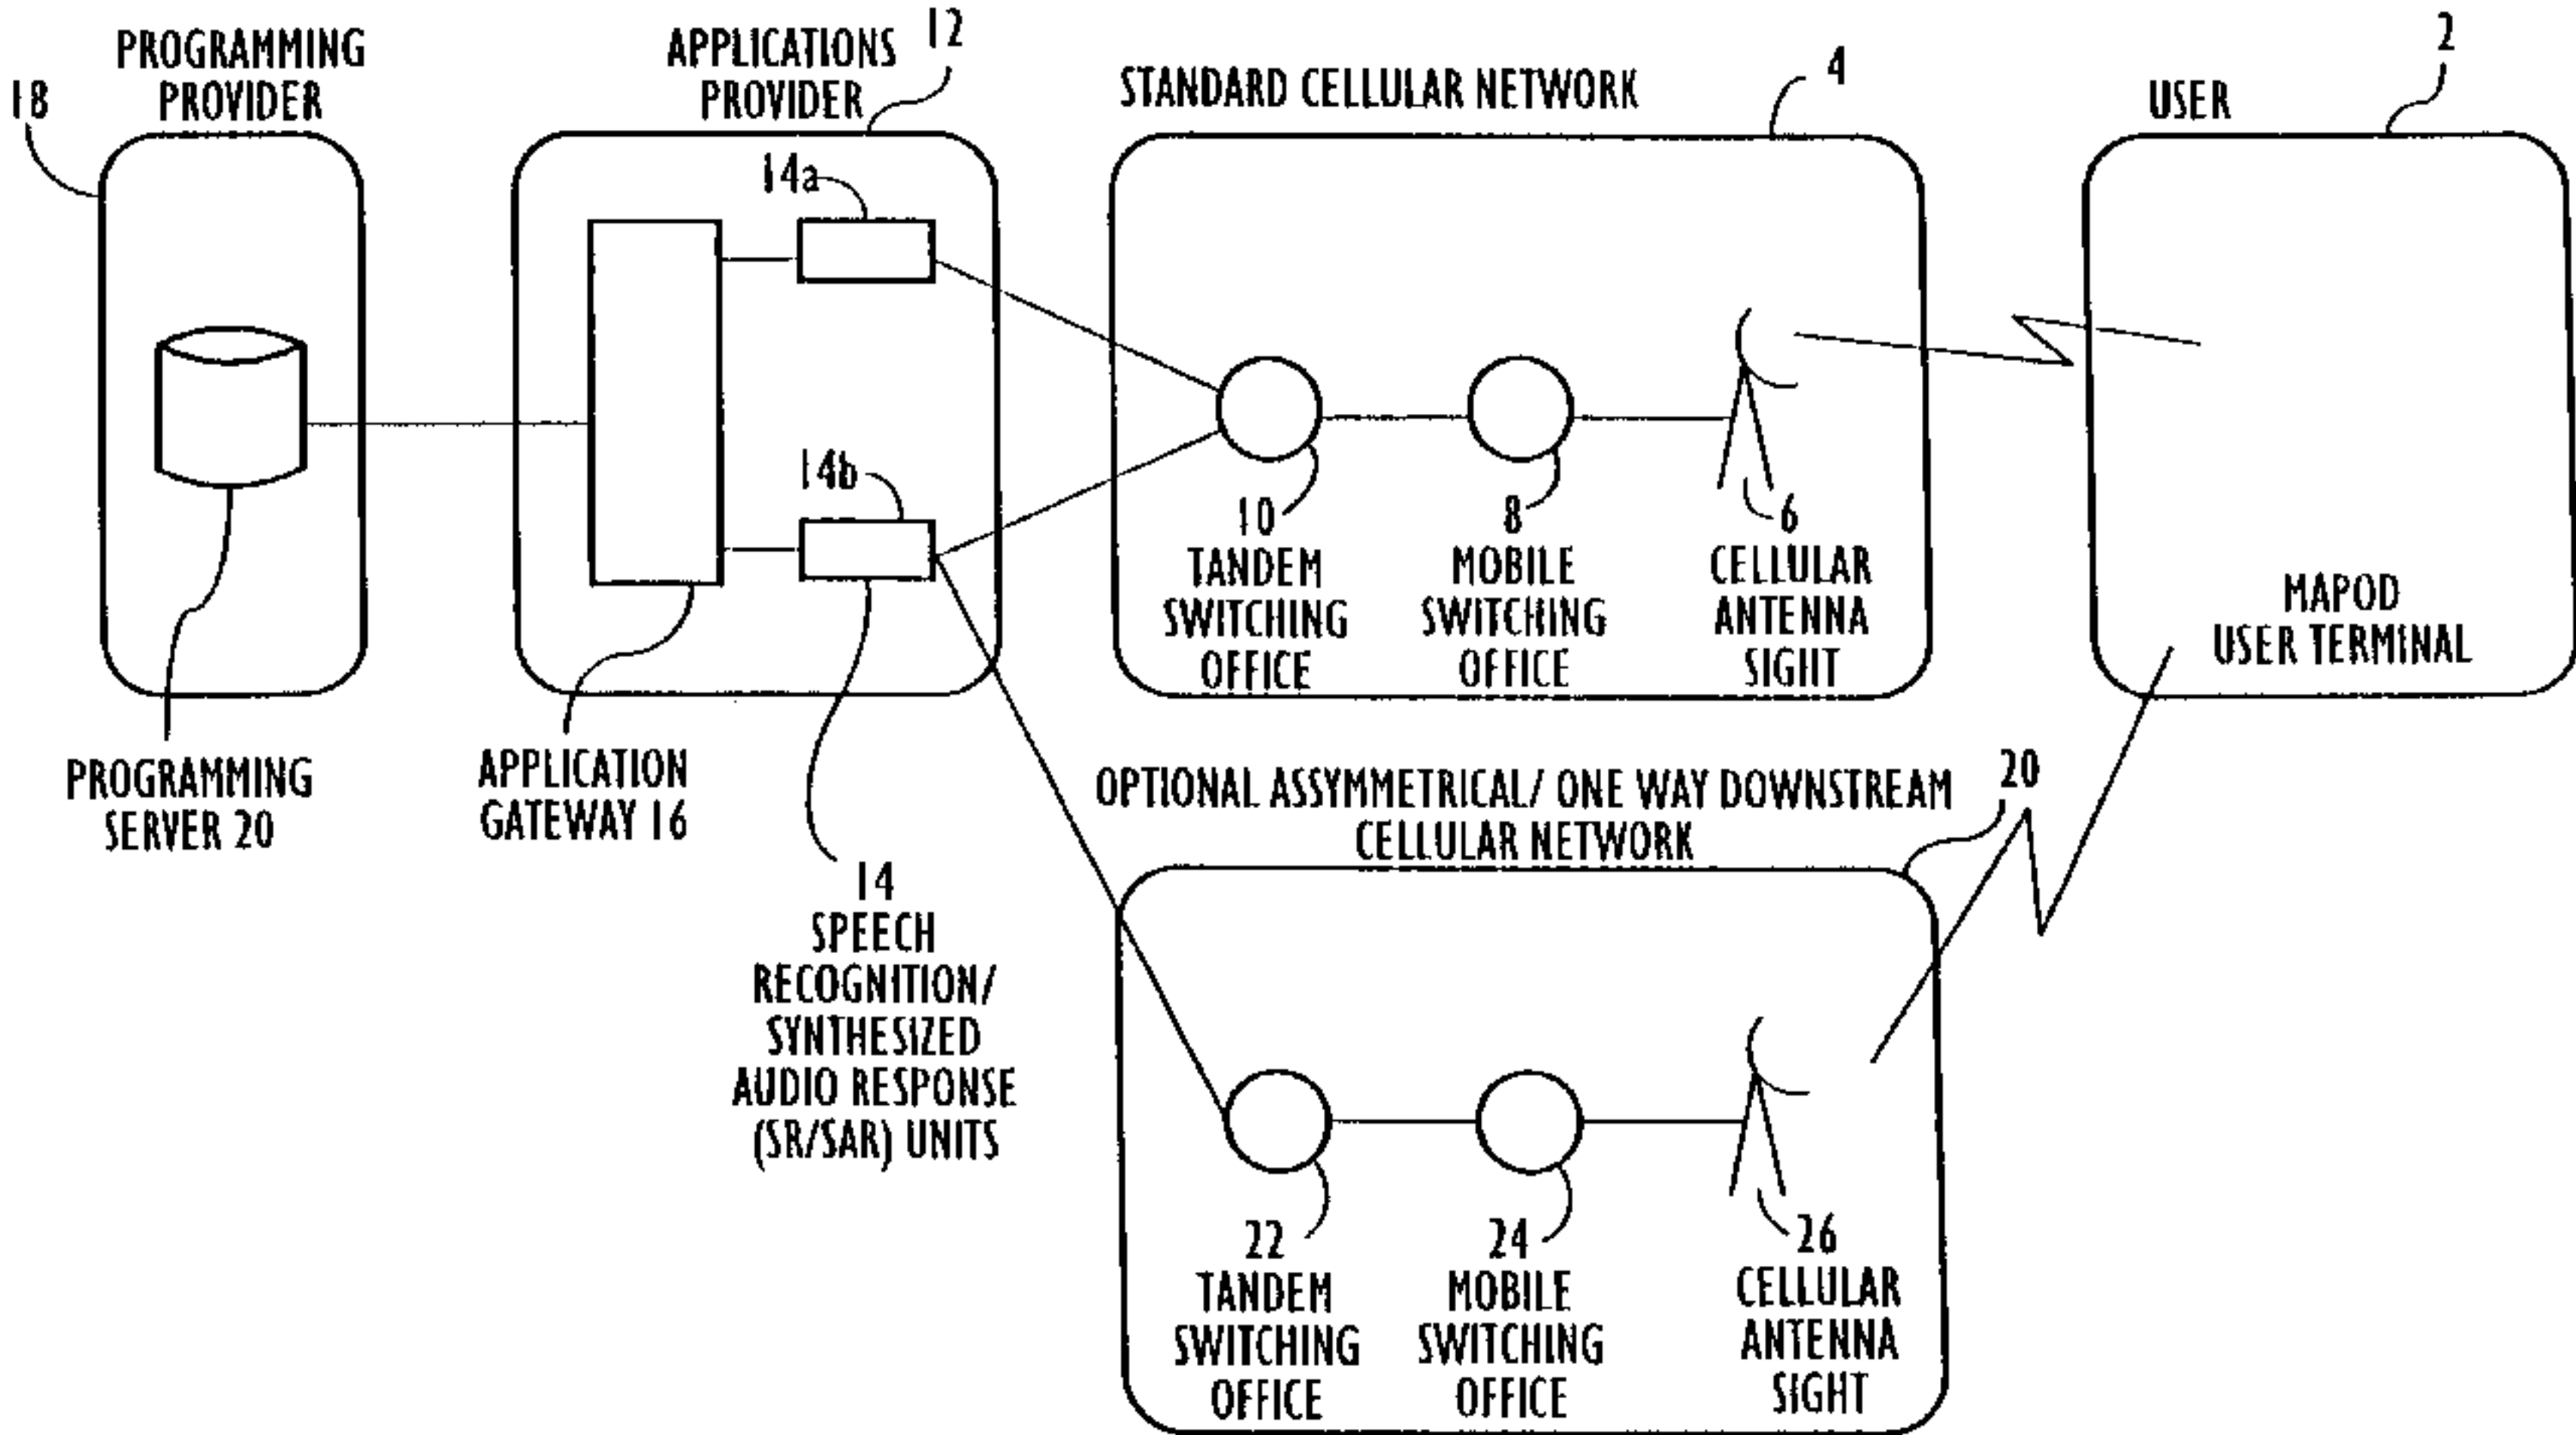 PROGRAMMING
PROVIDER
18
APPLICATIONS
PROVIDER
12
STANDARD CELLULAR NETWORK
4
USER
2
14a
14b
10
TANDEM
SWITCHING
OFFICE
8
MOBILE
SWITCHING
OFFICE
6
CELLULAR
ANTENNA
SIGHT
MAPOD
USER TERMINAL
PROGRAMMING
SERVER 20
APPLICATION
GATEWAY 16
14
SPEECH
RECOGNITION/
SYNTHESIZED
AUDIO RESPONSE
(SR/SAR) UNITS
OPTIONAL ASSYMMETRICAL/ ONE WAY DOWNSTREAM
CELLULAR NETWORK
20
22
TANDEM
SWITCHING
OFFICE
24
MOBILE
SWITCHING
OFFICE
26
CELLULAR
ANTENNA
SIGHT